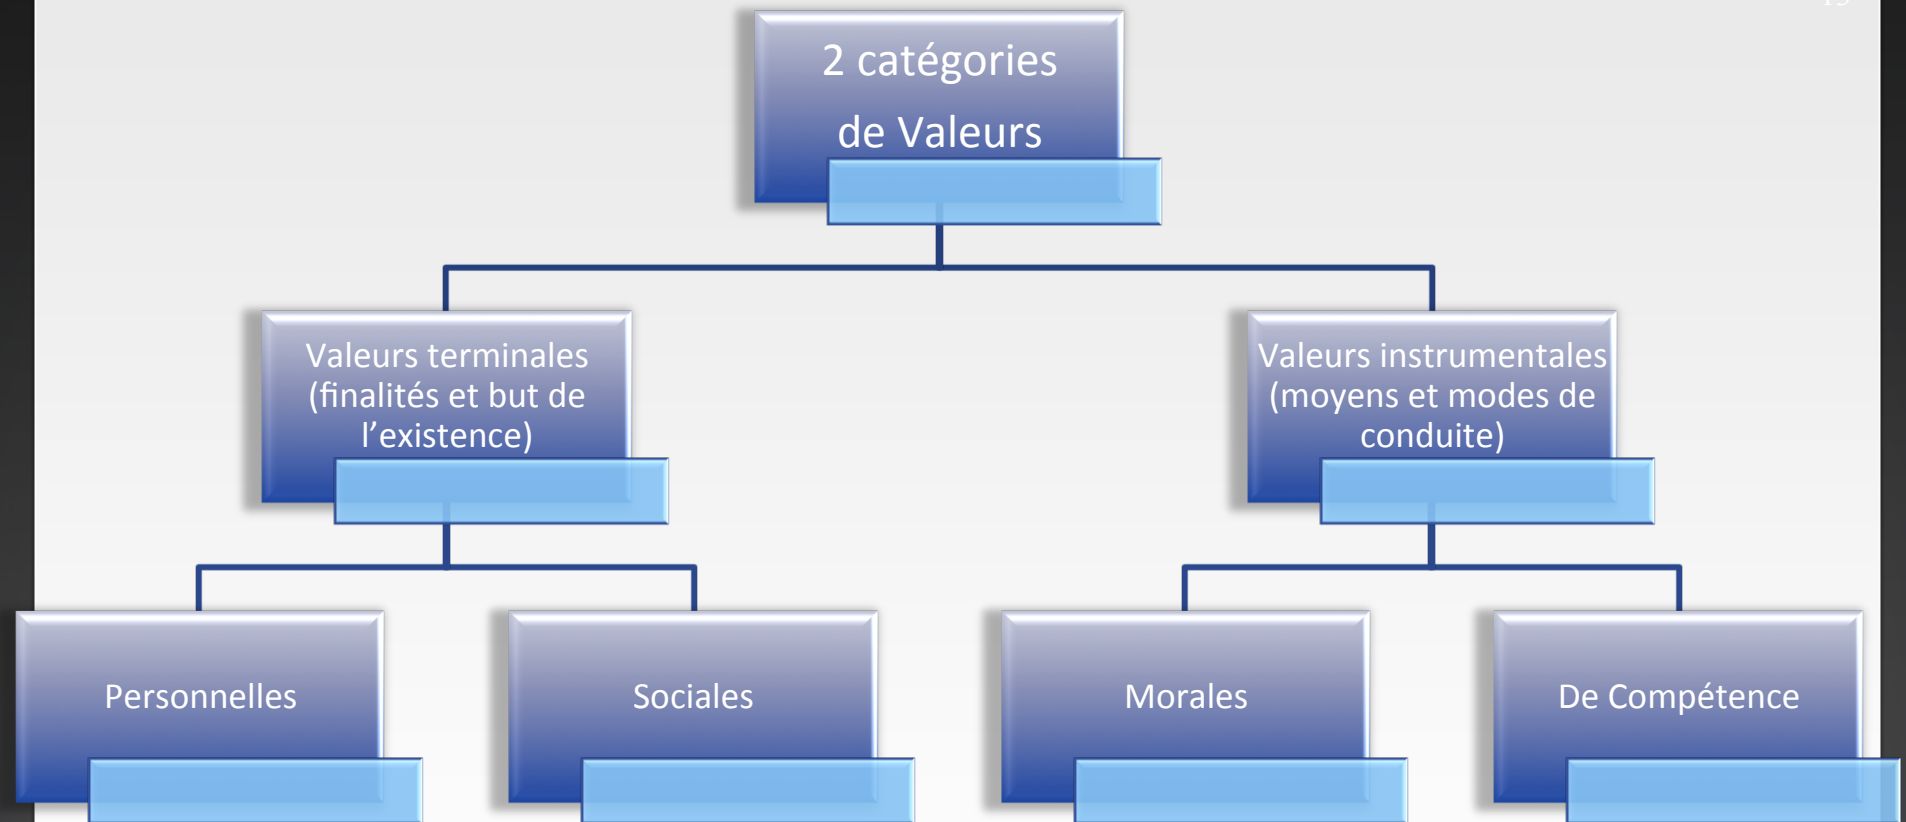 2 catégories
de Valeurs
Valeurs terminales
(finalités et but de
l’existence)
Valeurs instrumentales
(moyens et modes de
conduite)
Personnelles
Sociales
Morales
De Compétence